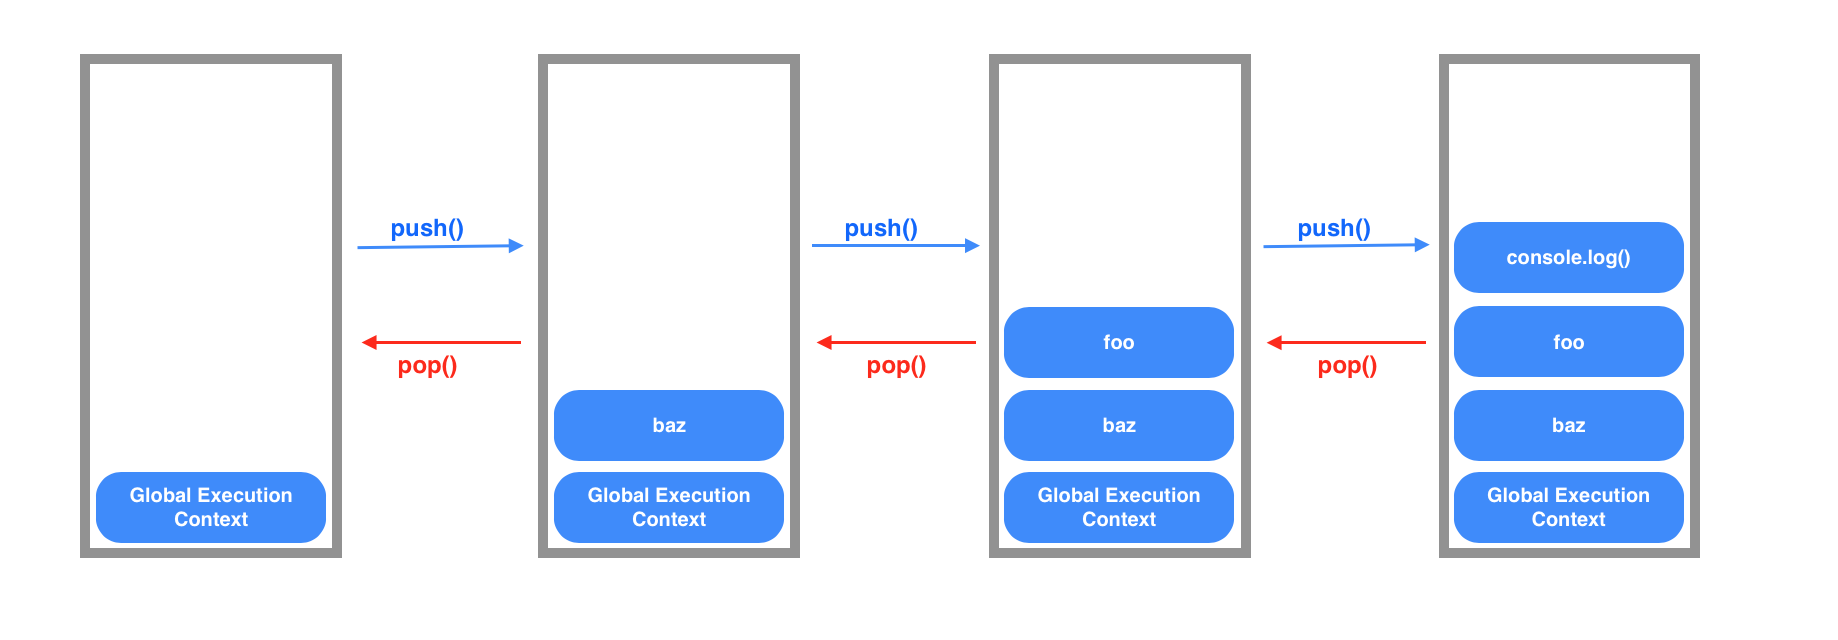 push()
push()
push()
console.log()
pop()
foo
pop()
foo
pop()
baz
baz
baz
Global Execution
Context
Global Execution
Context
Global Execution
Context
Global Execution
Context